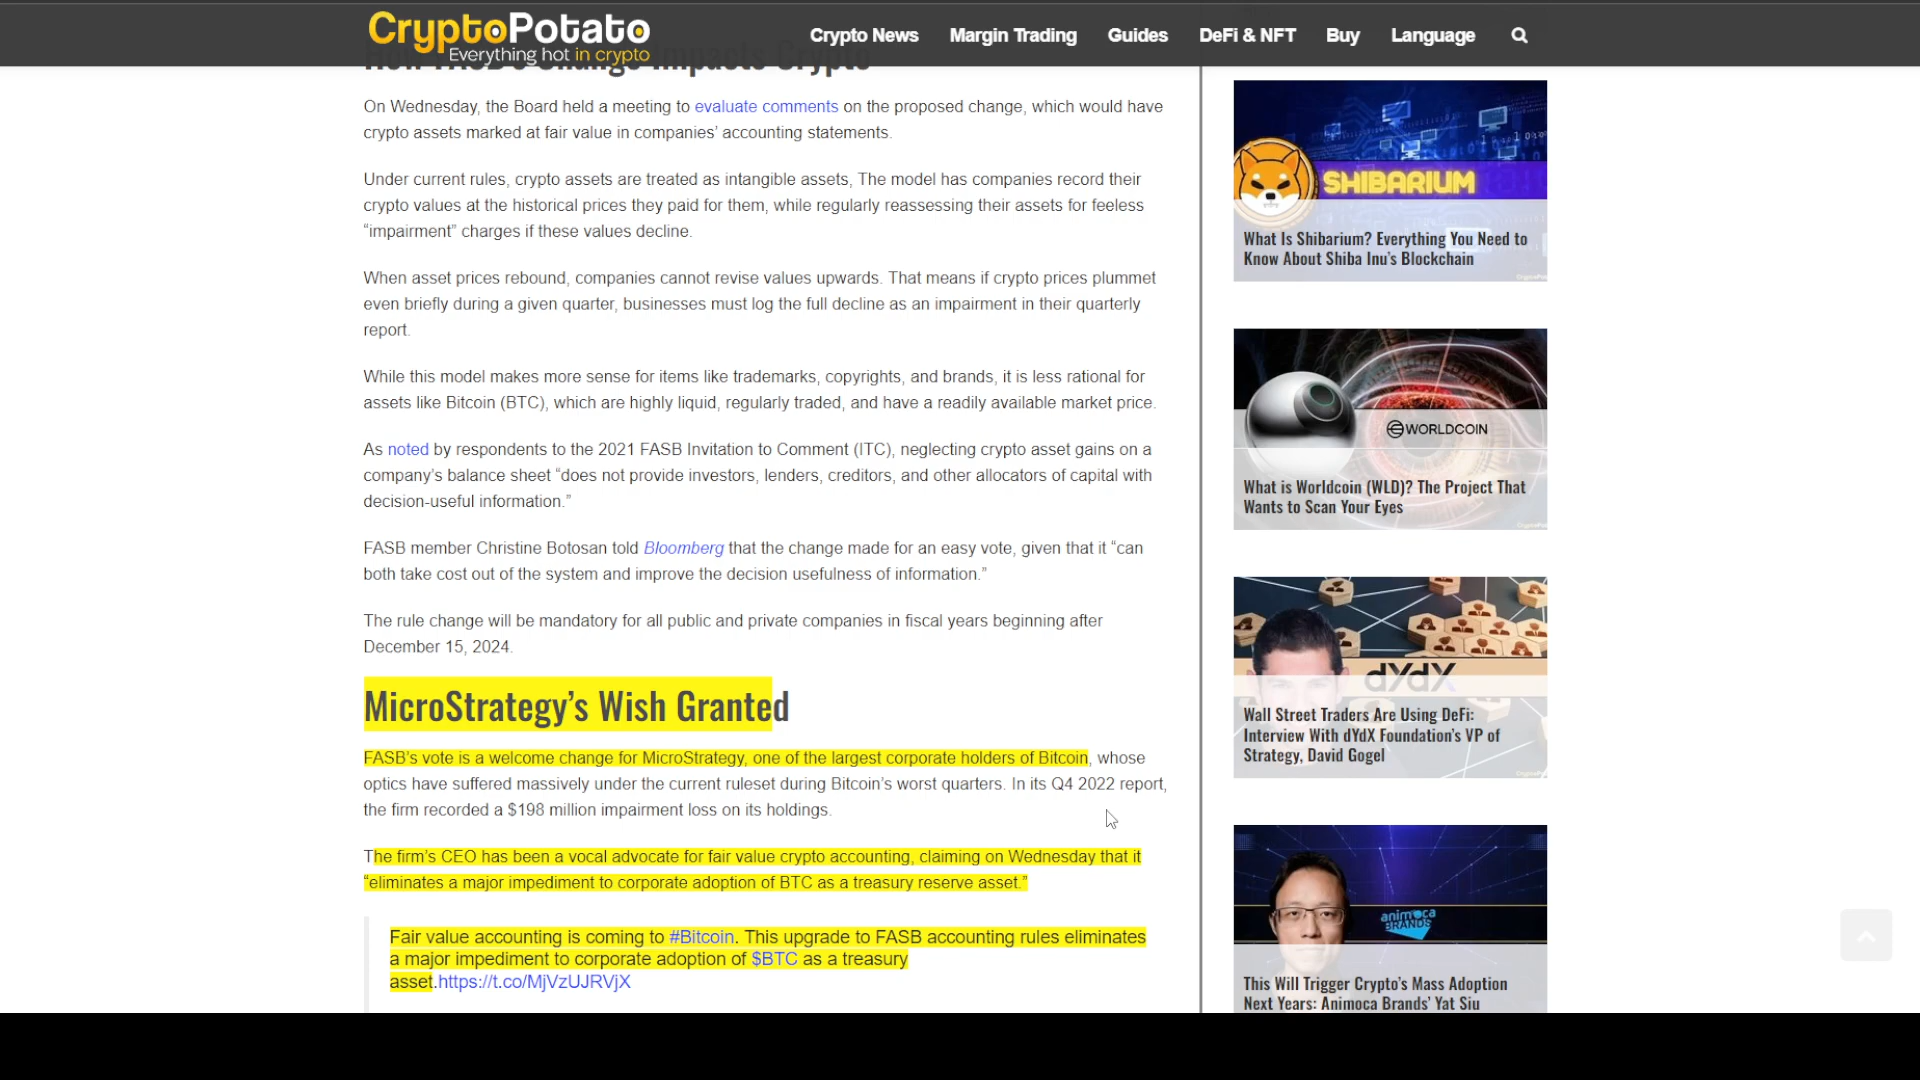 CryptoPotato
Everything hot in crypto
Crypto News
Margin Trading
Guides
DeFi & NFT
Buy
Language
How FASB's Change Impacts Crypto
On Wednesday, the Board held a meeting to evaluate comments on the proposed change, which would have
crypto assets marked at fair value in companies’ accounting statements.
Under current rules, crypto assets are treated as intangible assets, The model has companies record their
crypto values at the historical prices they paid for them, while regularly reassessing their assets for feeless
“impairment” charges if these values decline.
When asset prices rebound, companies cannot revise values upwards. That means if crypto prices plummet
even briefly during a given quarter, businesses must log the full decline as an impairment in their quarterly
report.
While this model makes more sense for items like trademarks, copyrights, and brands, it is less rational for
assets like Bitcoin (BTC), which are highly liquid, regularly traded, and have a readily available market price.
As noted by respondents to the 2021 FASB Invitation to Comment (ITC), neglecting crypto asset gains on a
company’s balance sheet “does not provide investors, lenders, creditors, and other allocators of capital with
decision-useful information.”
FASB member Christine Botosan told Bloomberg that the change made for an easy vote, given that it “can
both take cost out of the system and improve the decision usefulness of information.”
The rule change will be mandatory for all public and private companies in fiscal years beginning after
December 15, 2024.
MicroStrategy’s Wish Granted
FASB’s vote is a welcome change for MicroStrategy, one of the largest corporate holders of Bitcoin, whose
optics have suffered massively under the current ruleset during Bitcoin’s worst quarters. In its Q4 2022 report,
the firm recorded a $198 million impairment loss on its holdings.
The firm’s CEO has been a vocal advocate for fair value crypto accounting, claiming on Wednesday that it
“eliminates a major impediment to corporate adoption of BTC as a treasury reserve asset.”
Fair value accounting is coming to #Bitcoin. This upgrade to FASB accounting rules eliminates
a major impediment to corporate adoption of $BTC as a treasury
asset.https://t.co/MjVzUJRVjX
SHIBARIUM
What Is Shibarium? Everything You Need to
Know About Shiba Inu’s Blockchain
WORLDCOIN
What is Worldcoin (WLD)? The Project That
Wants to Scan Your Eyes
dYdX
Wall Street Traders Are Using DeFi:
Interview With dYdX Foundation’s VP of
Strategy, David Gogel
animoca
BRANDS
This Will Trigger Crypto’s Mass Adoption
Next Years: Animoca Brands’ Yat Siu